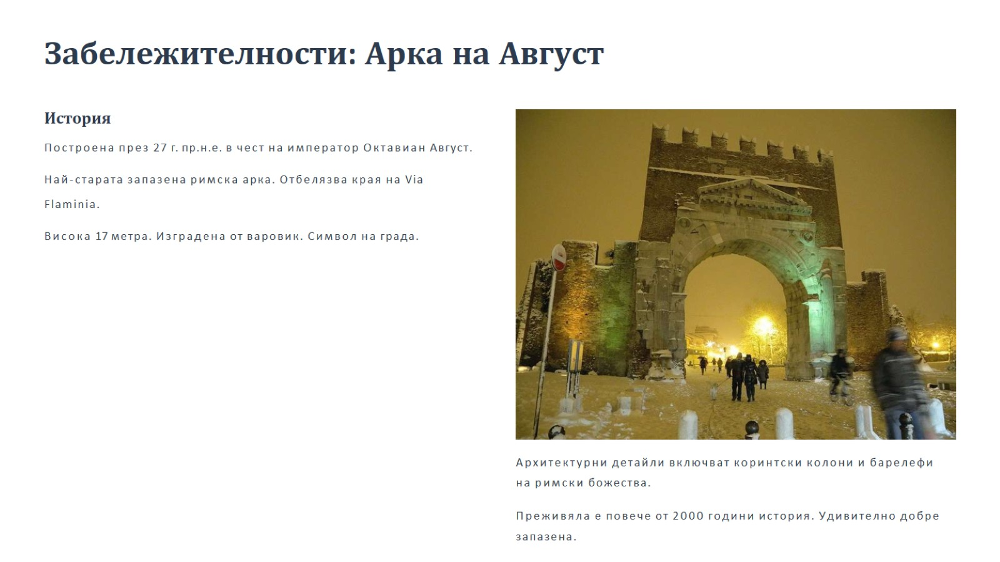 Забележителности: Арка на Август
История
Построена през 27 г. пр.н.е. в чест на император Октавиан Август.
Най-старата запазена римска арка. Отбелязва края на Via
Flaminia.
Висока 17 метра. Изградена от варовик. Символ на града.
Архитектурни детайли включват коринтски колони и барелефи
на римски божества.
Преживяла е повече от 2000 години история. Удивително добре
запазена.